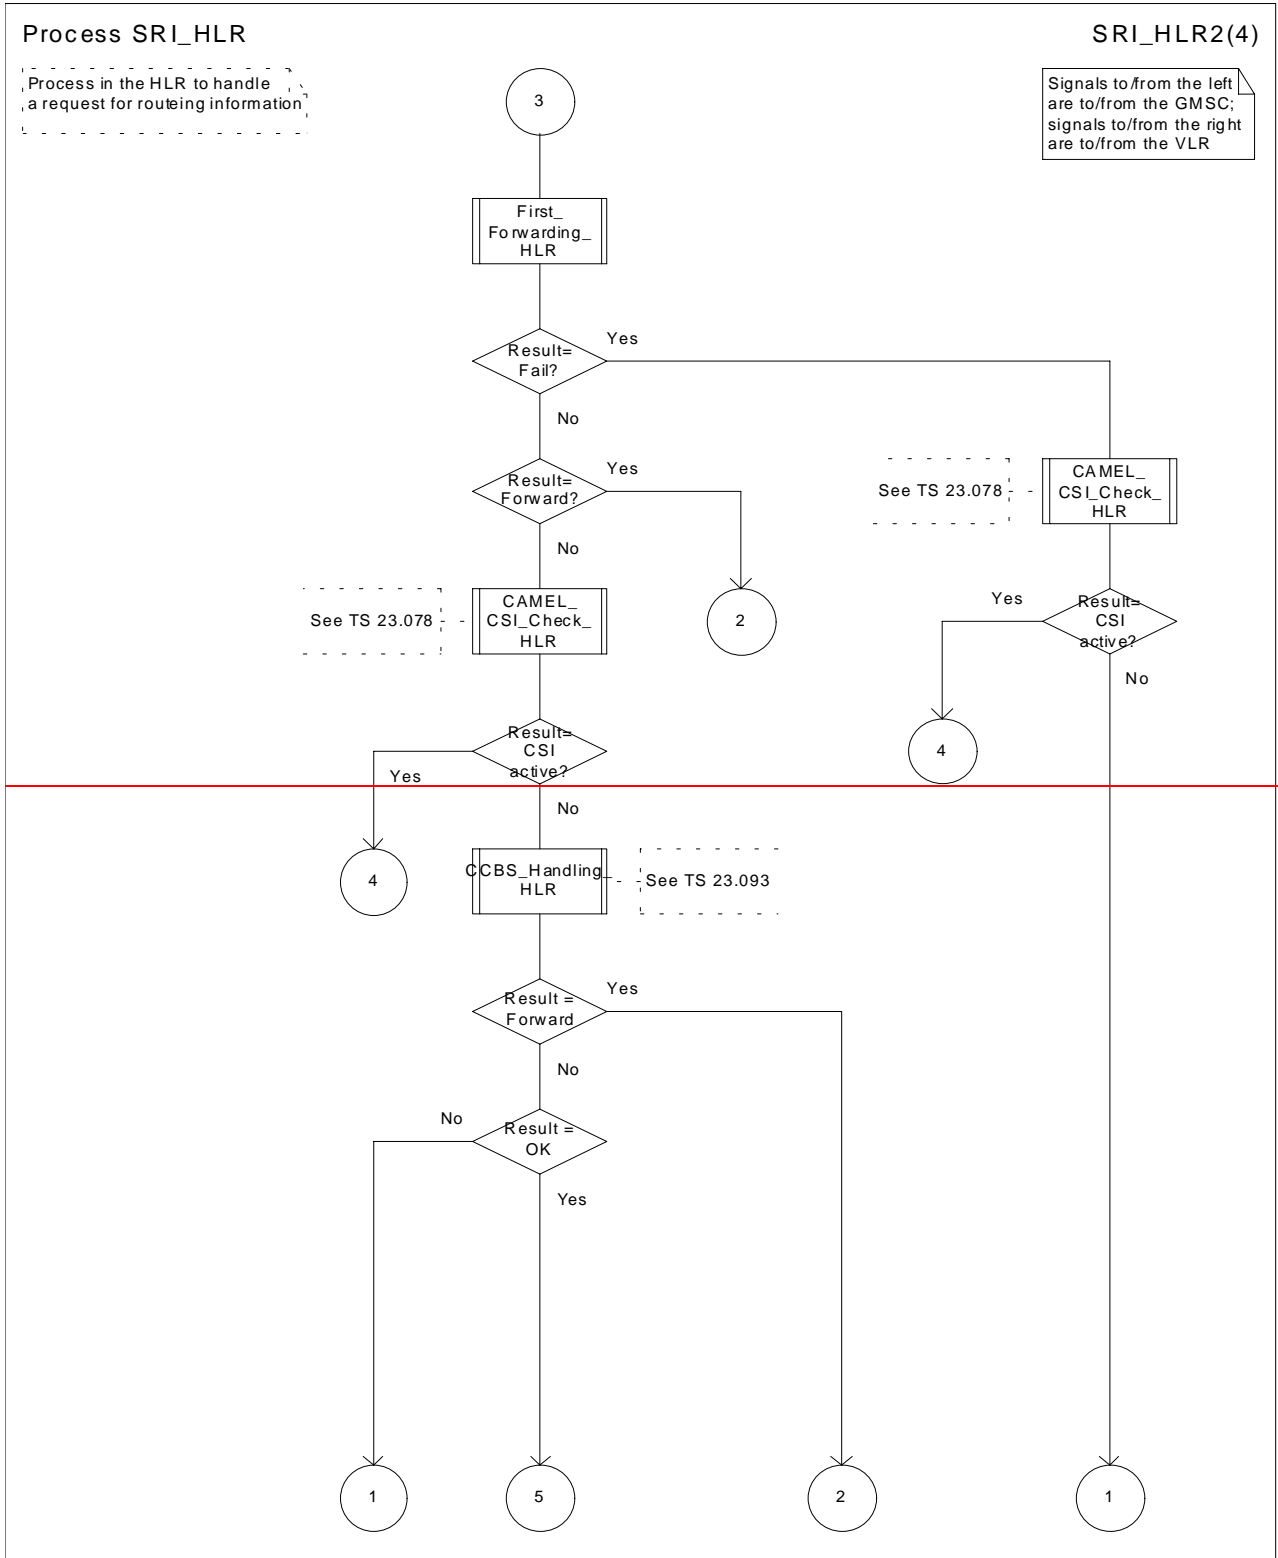 Process SRI_HLR
SRI_HLR2(4)
Process in the HLR to handle
a request for routeing information
Signals to/from the left
are to/from the GMSC;
signals to/from the right
are to/from the VLR
3
First_
Forwarding_
HLR
Result=
Fail?
Yes
No
Result=
Forward?
Yes
No
See TS 23.078
CAMEL_
CSI_Check_
HLR
See TS 23.078
CAMEL_
CSI_Check_
HLR
2
Yes
Result=
CSI
active?
No
Result=
CSI
active?
Yes
4
No
4
CCBS_Handling_
HLR
See TS 23.093
Result =
Forward
Yes
No
No
Result =
OK
Yes
1
5
2
1